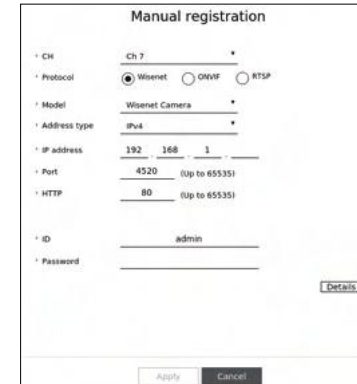 Manual registration
CH Ch 7
Protocol Wisenet ONVIF RTSP
Model Wisenet Camera
Address type IPv4
IP address 192 . 168 . 1 .
Port 4520 (Up to 65535)
HTTP 80 (Up to 65535)
ID admin
Password
Details
Apply Cancel